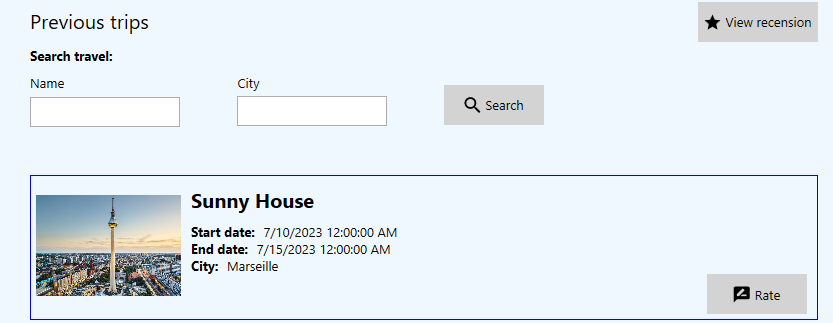 Previous trips
View recension
Search travel:
Name
City
Search
Sunny House
Start date: 7/10/2023 12:00:00 AM
End date: 7/15/2023 12:00:00 AM
City: Marseille
Rate